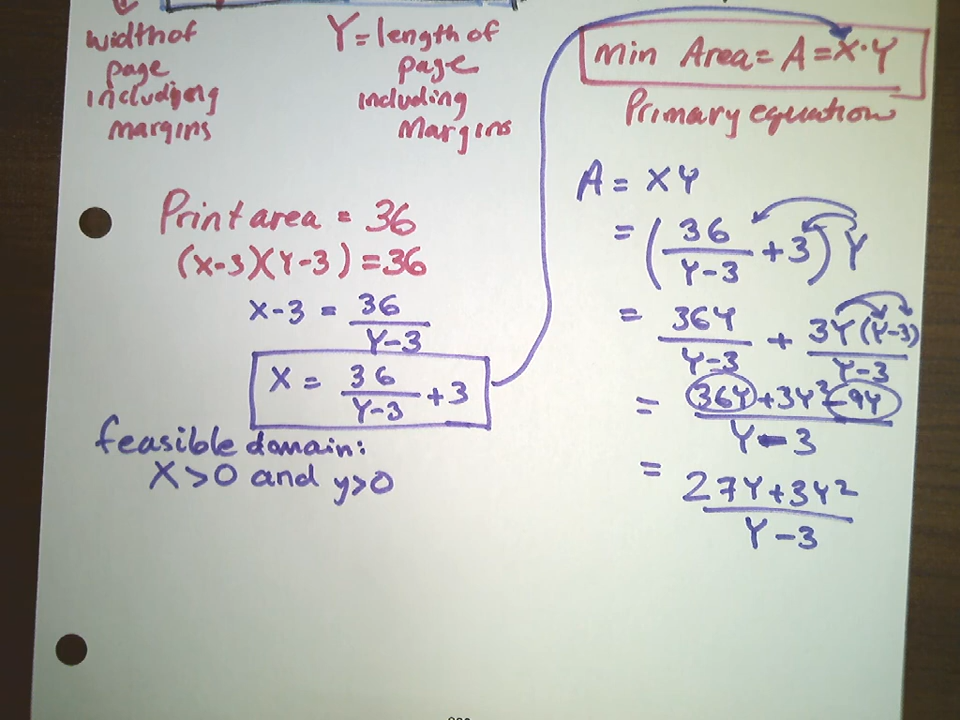 width of
page
including
margins
Y = length of
page
including
Margins
min Area = A = X·Y
Primary equation
Print area = 36
(x-3)(Y-3) = 36
x-3 = 36/(Y-3)
X = 36/(Y-3) + 3
feasible domain:
X>0 and y>0
A = XY
= (36/(Y-3) + 3) Y
= 36Y/(Y-3) + 3Y(Y-3)/(Y-3)
= (36Y + 3Y² - 9Y)/(Y-3)
= (27Y + 3Y²)/(Y-3)